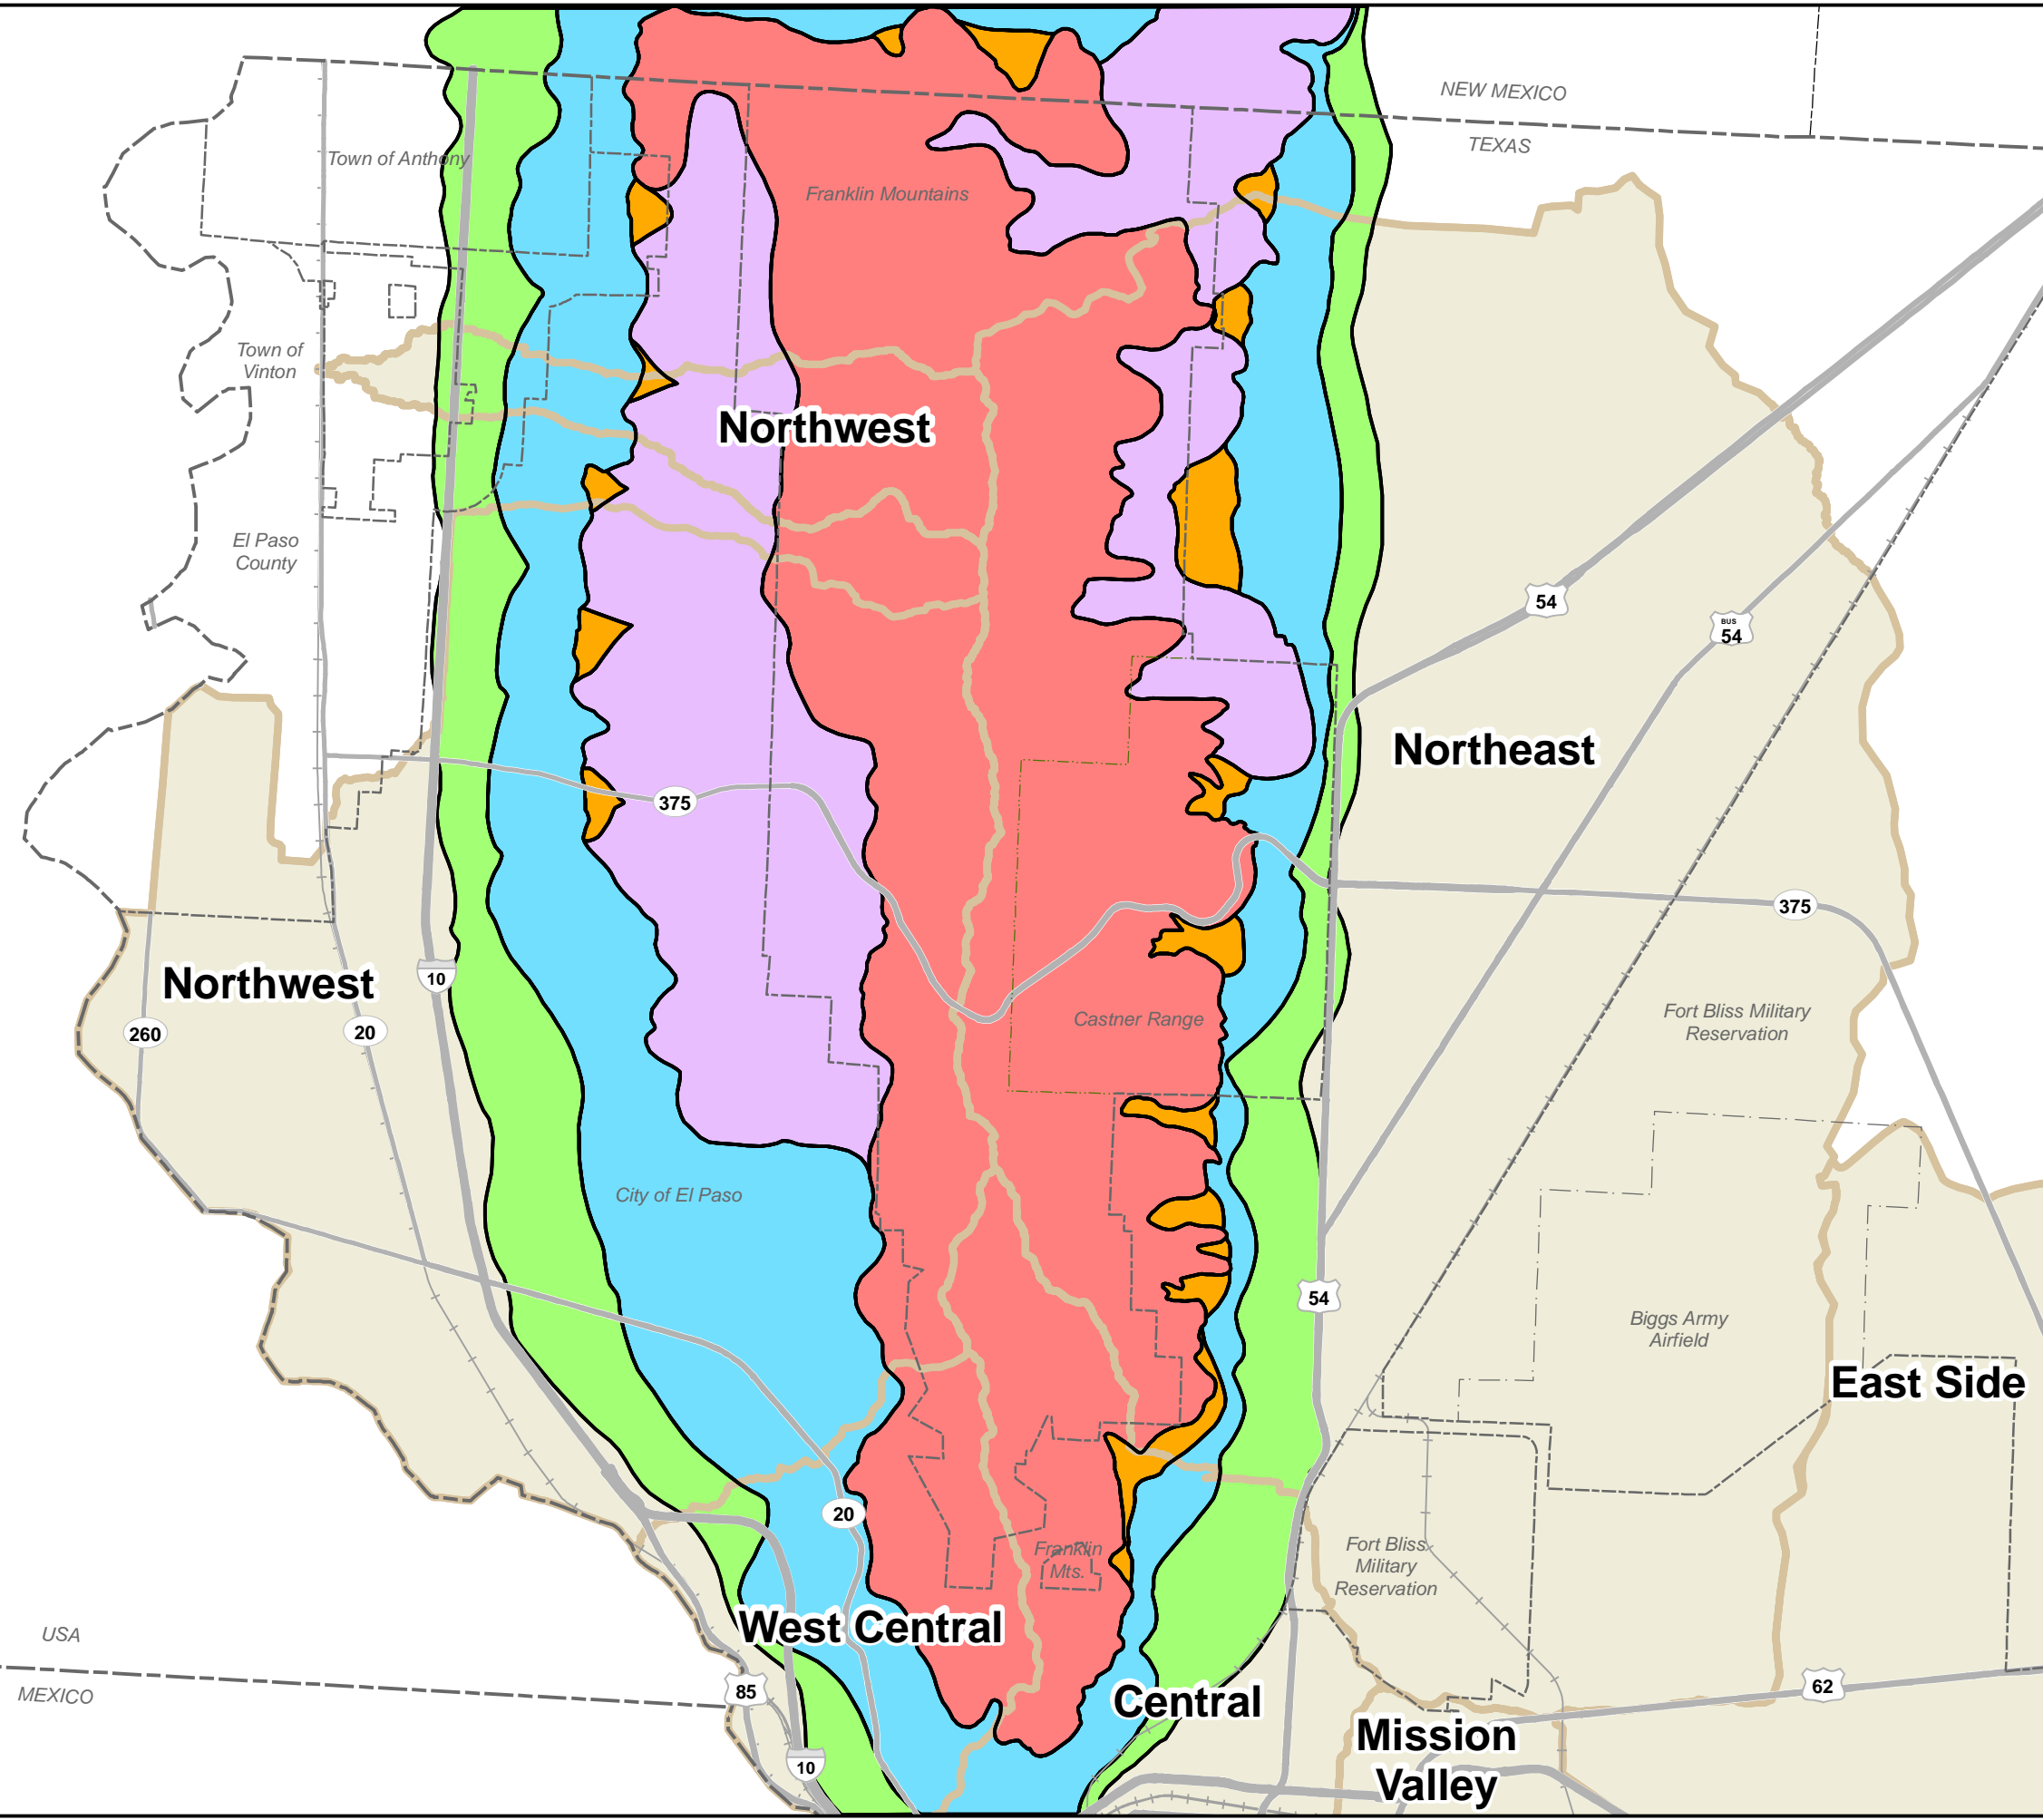 NEW MEXICO
TEXAS
Town of Anthony
Franklin Mountains
Town of
Vinton
Northwest
El Paso
County
54
BUS
54
Northeast
375
375
Northwest
10
260
20
Castner Range
Fort Bliss Military
Reservation
City of El Paso
54
Biggs Army
Airfield
East Side
20
Franklin
Mts.
Fort Bliss
Military
Reservation
West Central
USA
MEXICO
85
Central
62
Mission
Valley
10